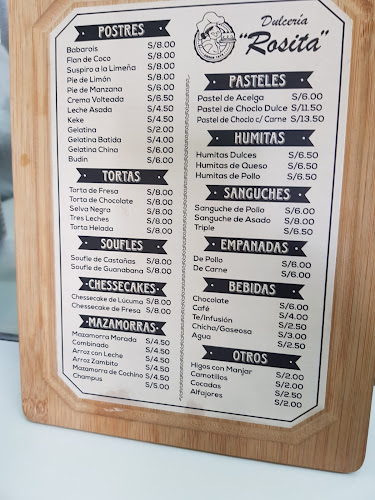 POSTRES
Babarois S/8.00
Flan de Coco S/8.00
Suspiro a la Limeña S/8.00
Pie de Limón S/8.00
Pie de Manzana S/6.00
Crema Volteada S/6.50
Leche Asada S/4.50
Keke S/4.50
Gelatina S/2.00
Gelatina Batida S/4.00
Gelatina China S/6.00
Budin S/6.00
TORTAS
Torta de Fresa S/8.00
Torta de Chocolate S/8.00
Selva Negra S/8.00
Tres Leches S/8.00
Torta Helada S/8.00
SOUFLES
Soufle de Castañas S/8.00
Soufle de Guanabana S/8.00
CHESSECAKES
Chessecake de Lúcuma S/8.00
Chessecake de Fresa S/8.00
MAZAMORRAS
Mazamorra Morada S/4.50
Combinado S/4.50
Arroz con Leche S/4.50
Arroz Zambito S/4.50
Mazamorra de Cochino S/4.50
Champus S/5.00
Dulcería
"Rosita"
PASTELES
Pastel de Acelga S/6.00
Pastel de Choclo Dulce S/11.50
Pastel de Choclo c/ Carne S/13.50
HUMITAS
Humitas Dulces S/6.50
Humitas de Queso S/6.50
Humitas de Pollo S/6.50
SANGUCHES
Sanguche de Pollo S/6.00
Sanguche de Asado S/8.00
Triple S/6.50
EMPANADAS
De Pollo S/6.00
De Carne S/6.00
BEBIDAS
Chocolate S/6.00
Café S/4.00
Te/Infusión S/2.50
Chicha/Gaseosa S/3.00
Agua S/2.50
OTROS
Higos con Manjar S/2.00
Camotillos S/2.00
Cocadas S/2.00
Alfajores S/2.00